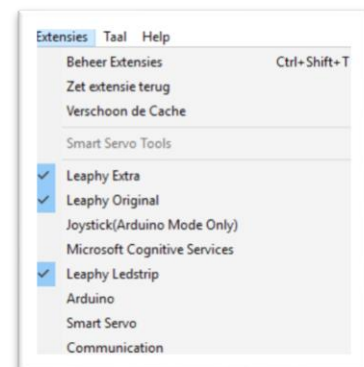 Extensies Taal Help
Beheer Extensies Ctrl+Shift+T
Zet extensie terug
Verschoon de Cache
Smart Servo Tools
Leaphy Extra
Leaphy Original
Joystick(Arduino Mode Only)
Microsoft Cognitive Services
Leaphy Ledstrip
Arduino
Smart Servo
Communication